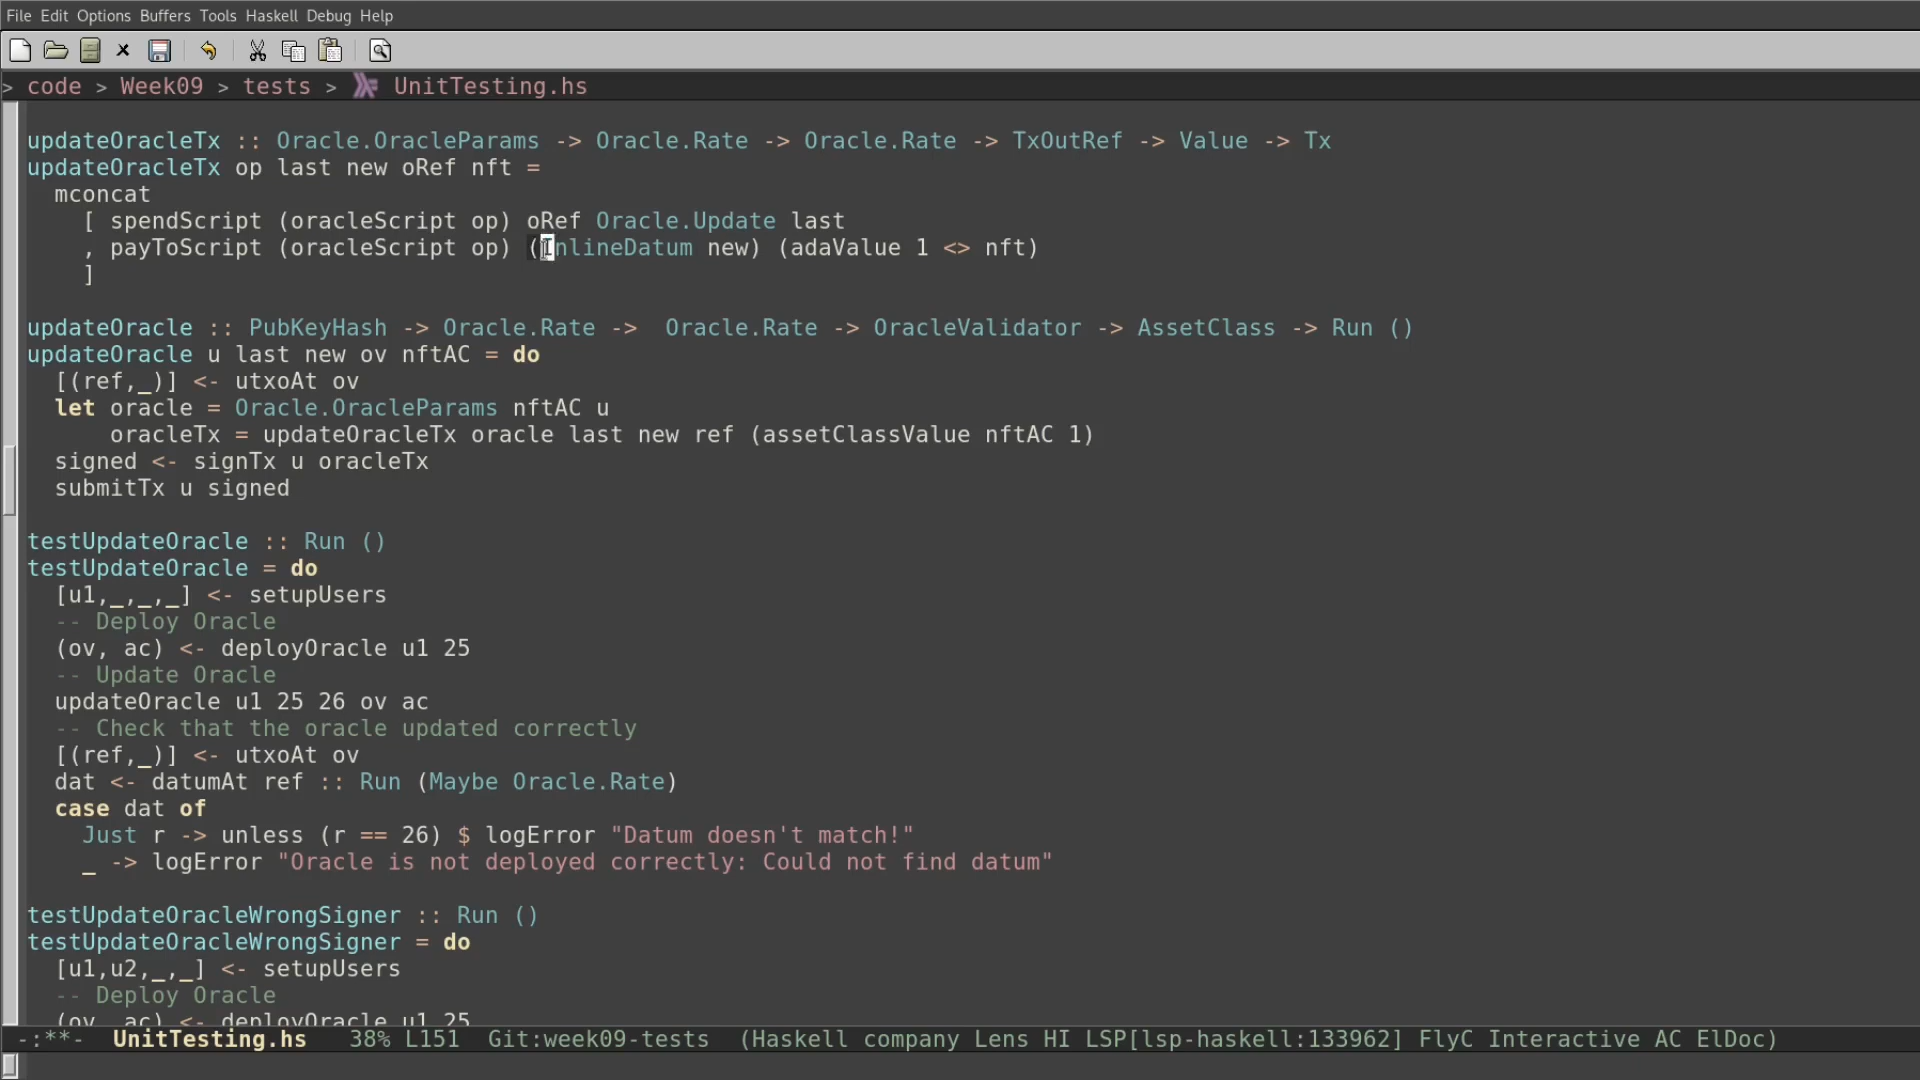 File Edit Options Buffers Tools Haskell Debug Help
> code > Week09 > tests > UnitTesting.hs
updateOracleTx :: Oracle.OracleParams -> Oracle.Rate -> Oracle.Rate -> TxOutRef -> Value -> Tx
updateOracleTx op last new oRef nft =
  mconcat
    [ spendScript (oracleScript op) oRef Oracle.Update last
    , payToScript (oracleScript op) (InlineDatum new) (adaValue 1 <> nft)
    ]
updateOracle :: PubKeyHash -> Oracle.Rate ->  Oracle.Rate -> OracleValidator -> AssetClass -> Run ()
updateOracle u last new ov nftAC = do
  [(ref,_)] <- utxoAt ov
  let oracle = Oracle.OracleParams nftAC u
      oracleTx = updateOracleTx oracle last new ref (assetClassValue nftAC 1)
  signed <- signTx u oracleTx
  submitTx u signed
testUpdateOracle :: Run ()
testUpdateOracle = do
  [u1,_,_,_] <- setupUsers
  -- Deploy Oracle
  (ov, ac) <- deployOracle u1 25
  -- Update Oracle
  updateOracle u1 25 26 ov ac
  -- Check that the oracle updated correctly
  [(ref,_)] <- utxoAt ov
  dat <- datumAt ref :: Run (Maybe Oracle.Rate)
  case dat of
    Just r -> unless (r == 26) $ logError "Datum doesn't match!"
    _ -> logError "Oracle is not deployed correctly: Could not find datum"
testUpdateOracleWrongSigner :: Run ()
testUpdateOracleWrongSigner = do
  [u1,u2,_,_] <- setupUsers
  -- Deploy Oracle
  (ov, ac) <- deployOracle u1 25
-:**-  UnitTesting.hs   38% L151  Git:week09-tests  (Haskell company Lens HI LSP[lsp-haskell:133962] FlyC Interactive AC ElDoc)